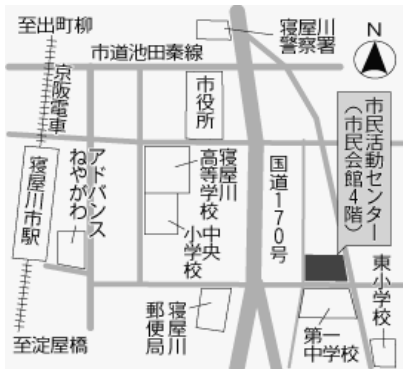 至出町柳
寝屋川
警察署
N
市道池田秦線
京阪電車
市役所
市民活動センター
(市民会館4階)
アドバンス
ねやがわ
寝屋川
高等学校
国道170号
寝屋川市駅
中央
小学校
東小学校
寝屋川
郵便局
第一
中学校
至淀屋橋